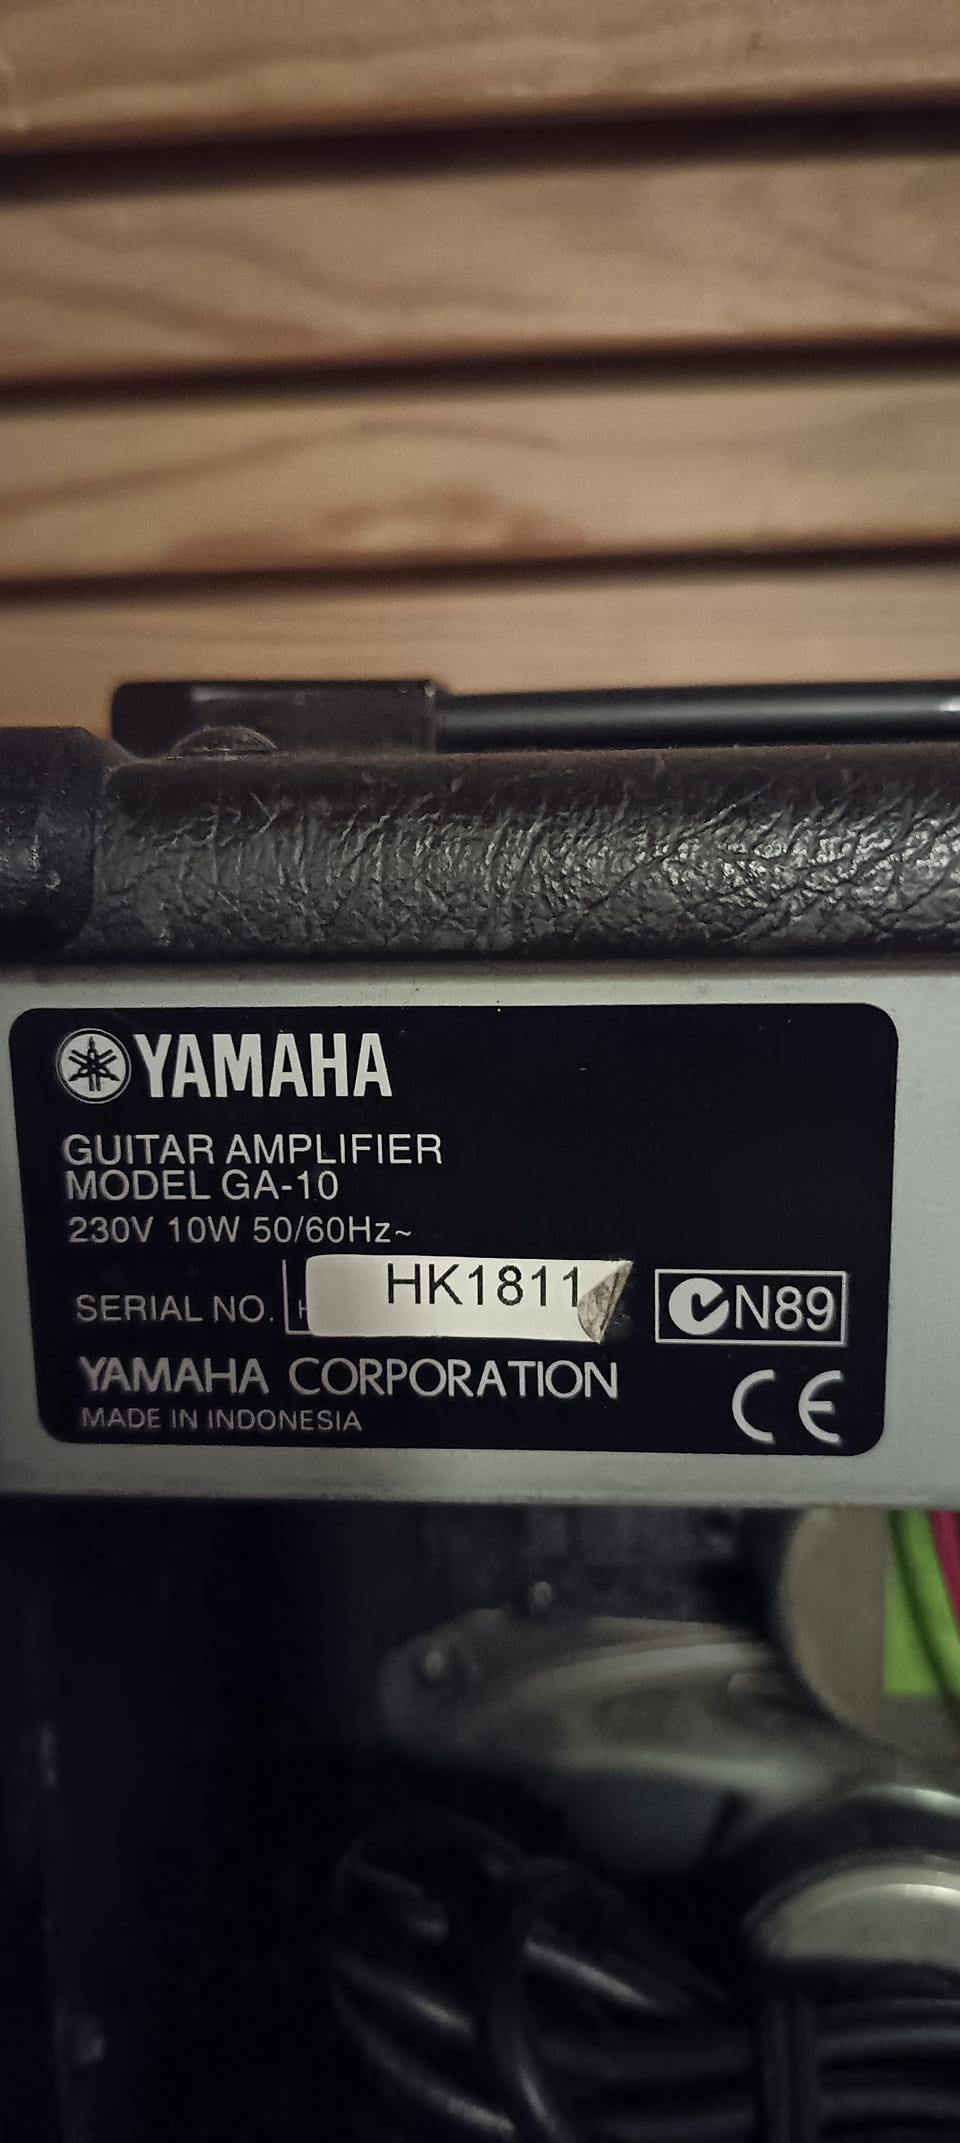 YAMAHA
GUITAR AMPLIFIER
MODEL GA-10
230V 10W 50/60Hz~
SERIAL NO. HK1811
N89
YAMAHA CORPORATION
MADE IN INDONESIA
CE